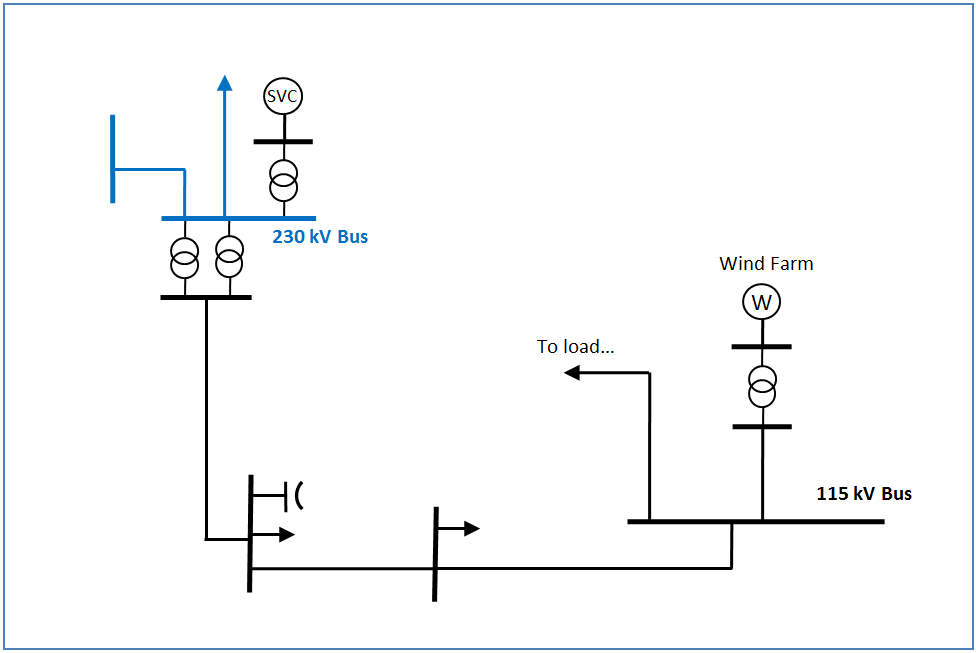 SVC
230 kV Bus
Wind Farm
W
To load...
115 kV Bus